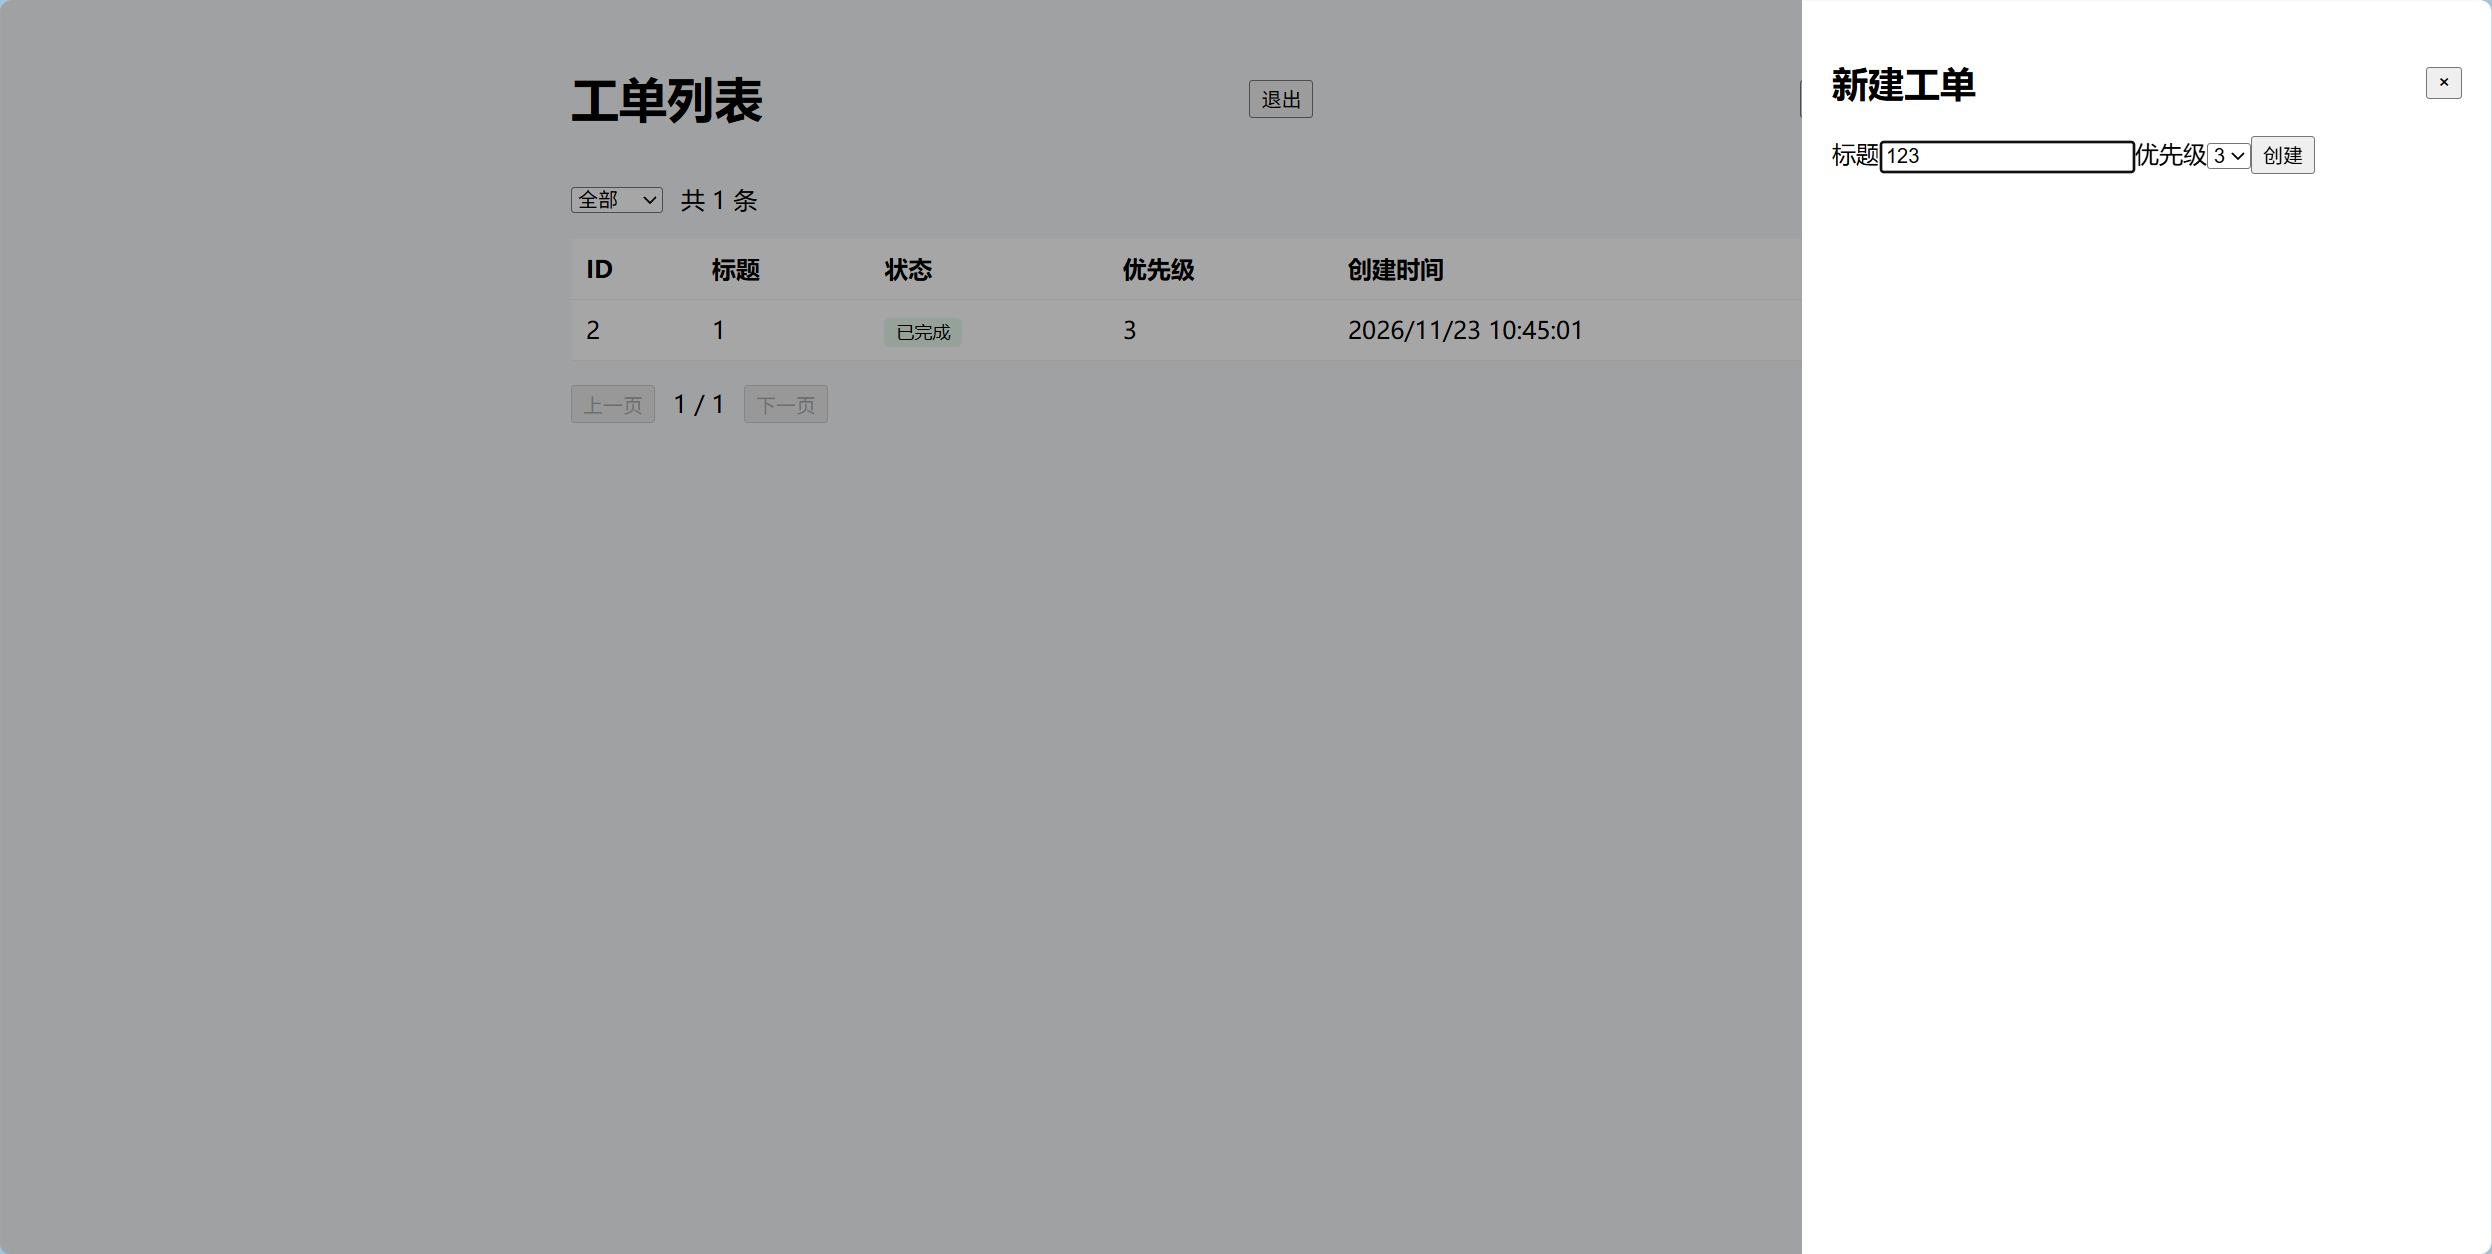 工单列表
退出
全部
共 1 条
ID 标题 状态 优先级 创建时间
2 1 已完成 3 2026/11/23 10:45:01
上一页 1 / 1 下一页
新建工单
×
标题 123 优先级 3 创建